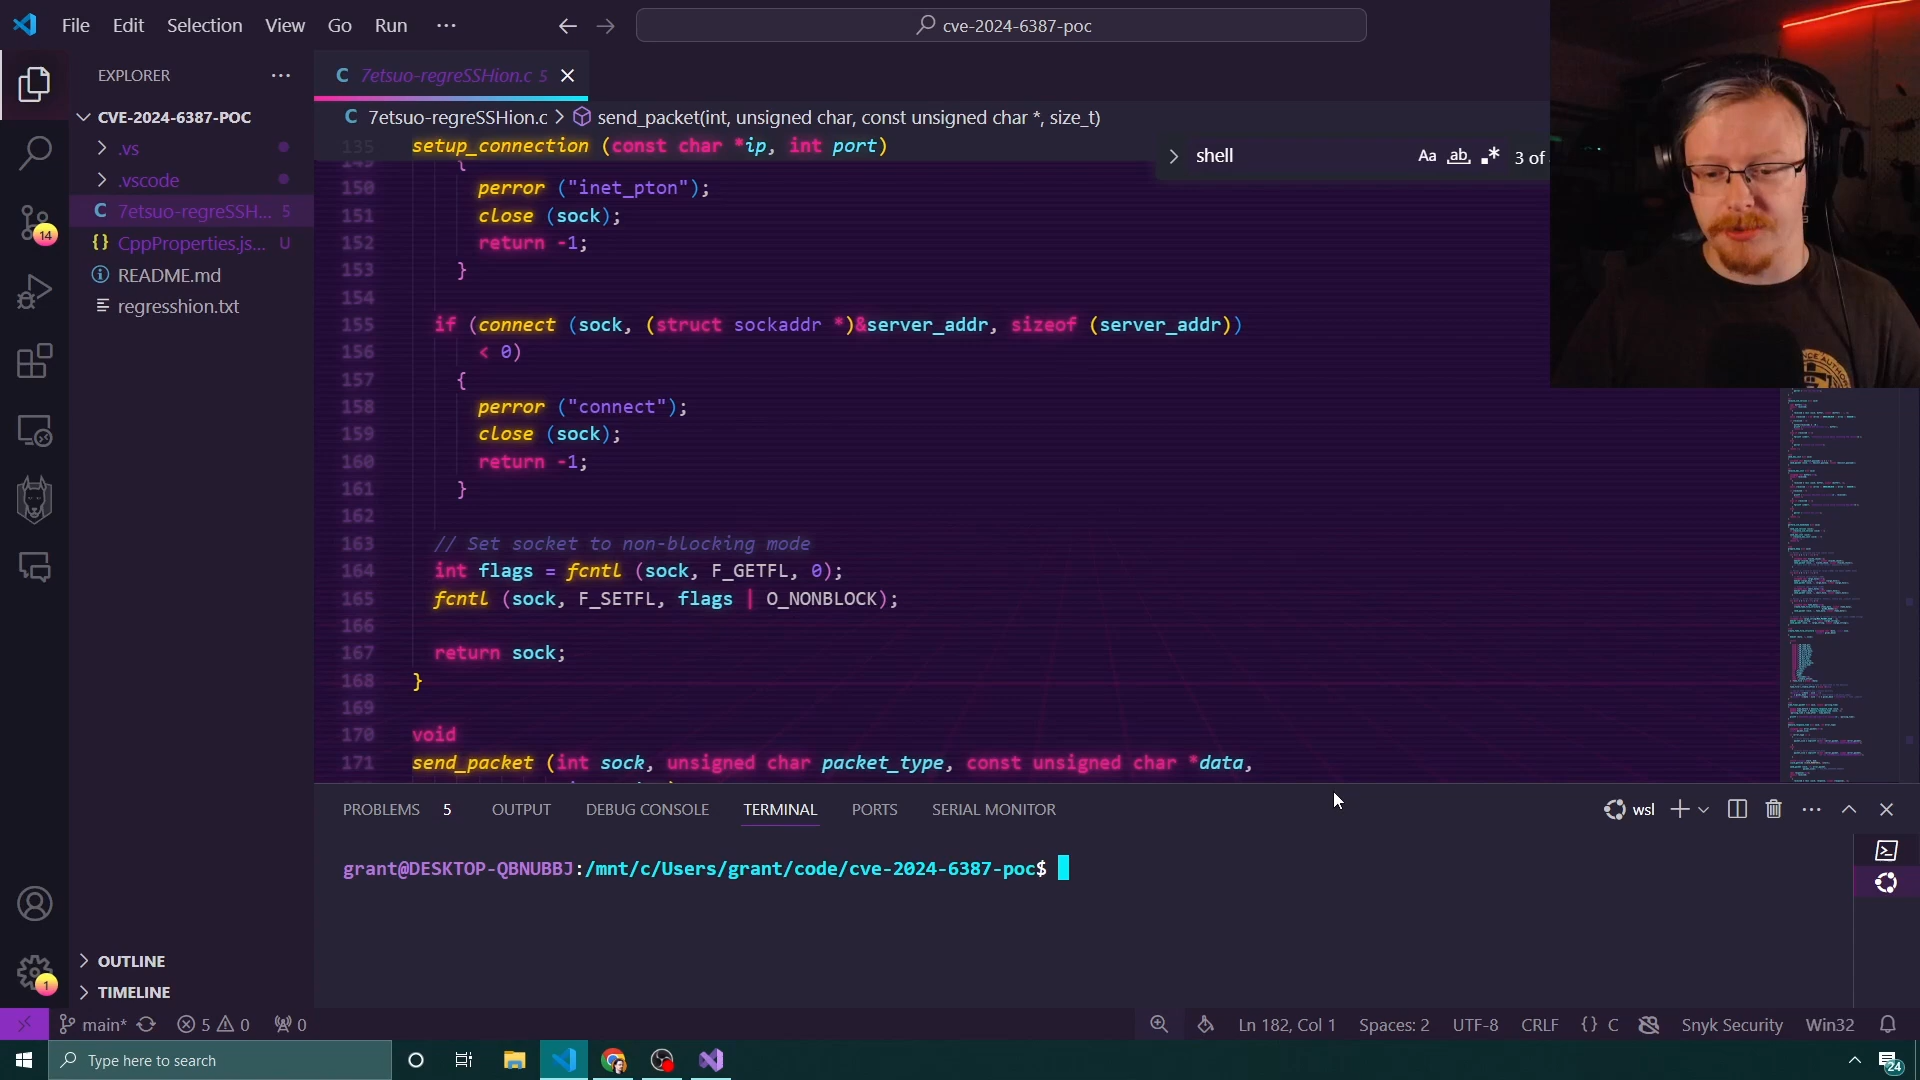 File Edit Selection View Go Run ···
cve-2024-6387-poc
EXPLORER ···
CVE-2024-6387-POC
.vs
.vscode
C 7etsuo-regreSSH... 5
{} CppProperties.js... U
README.md
regresshion.txt
OUTLINE
TIMELINE
14
1
C 7etsuo-regreSSHion.c 5
C 7etsuo-regreSSHion.c > send_packet(int, unsigned char, const unsigned char *, size_t)
shell Aa ab .* 3 of
135 setup_connection (const char *ip, int port)
149 {
150 perror ("inet_pton");
151 close (sock);
152 return -1;
153 }
154
155 if (connect (sock, (struct sockaddr *)&server_addr, sizeof (server_addr))
156 < 0)
157 {
158 perror ("connect");
159 close (sock);
160 return -1;
161 }
162
163 // Set socket to non-blocking mode
164 int flags = fcntl (sock, F_GETFL, 0);
165 fcntl (sock, F_SETFL, flags | O_NONBLOCK);
166
167 return sock;
168 }
169
170 void
171 send_packet (int sock, unsigned char packet_type, const unsigned char *data,
PROBLEMS 5 OUTPUT DEBUG CONSOLE TERMINAL PORTS SERIAL MONITOR
wsl
grant@DESKTOP-QBNUBBJ:/mnt/c/Users/grant/code/cve-2024-6387-poc$
main* 5 0 0
Ln 182, Col 1 Spaces: 2 UTF-8 CRLF {} C Snyk Security Win32
Type here to search
24